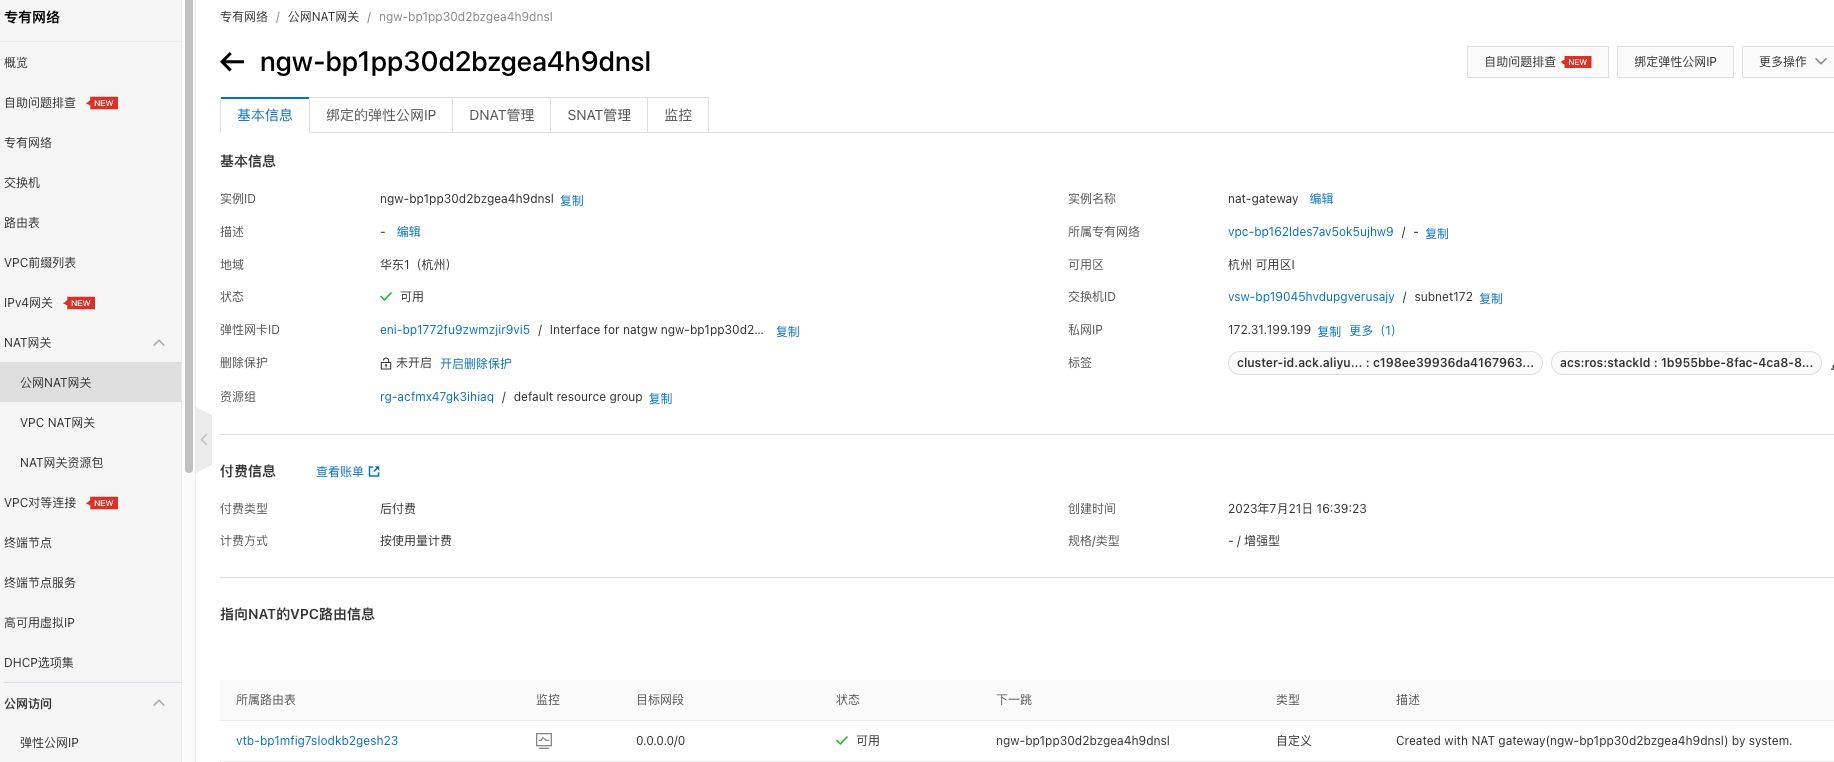 专有网络
概览
自助问题排查 NEW
专有网络
交换机
路由表
VPC前缀列表
IPv4网关 NEW
NAT网关
公网NAT网关
VPC NAT网关
NAT网关资源包
VPC对等连接 NEW
终端节点
终端节点服务
高可用虚拟IP
DHCP选项集
公网访问
弹性公网IP
专有网络 / 公网NAT网关 / ngw-bp1pp30d2bzgea4h9dnsl
ngw-bp1pp30d2bzgea4h9dnsl
自助问题排查 NEW 绑定弹性公网IP 更多操作
基本信息 绑定的弹性公网IP DNAT管理 SNAT管理 监控
基本信息
实例ID ngw-bp1pp30d2bzgea4h9dnsl 复制 实例名称 nat-gateway 编辑
描述 - 编辑 所属专有网络 vpc-bp162ldes7av5ok5ujhw9 / - 复制
地域 华东1（杭州） 可用区 杭州 可用区I
状态 可用 交换机ID vsw-bp19045hvdupgverusajy / subnet172 复制
弹性网卡ID eni-bp1772fu9zwmzjir9vi5 / Interface for natgw ngw-bp1pp30d2... 复制 私网IP 172.31.199.199 复制 更多 (1)
删除保护 未开启 开启删除保护 标签 cluster-id.ack.aliyu... : c198ee39936da4167963... acs:ros:stackId : 1b955bbe-8fac-4ca8-8...
资源组 rg-acfmx47gk3ihiaq / default resource group 复制
付费信息 查看账单
付费类型 后付费 创建时间 2023年7月21日 16:39:23
计费方式 按使用量计费 规格/类型 - / 增强型
指向NAT的VPC路由信息
所属路由表 监控 目标网段 状态 下一跳 类型 描述
vtb-bp1mfig7slodkb2gesh23 0.0.0.0/0 可用 ngw-bp1pp30d2bzgea4h9dnsl 自定义 Created with NAT gateway(ngw-bp1pp30d2bzgea4h9dnsl) by system.